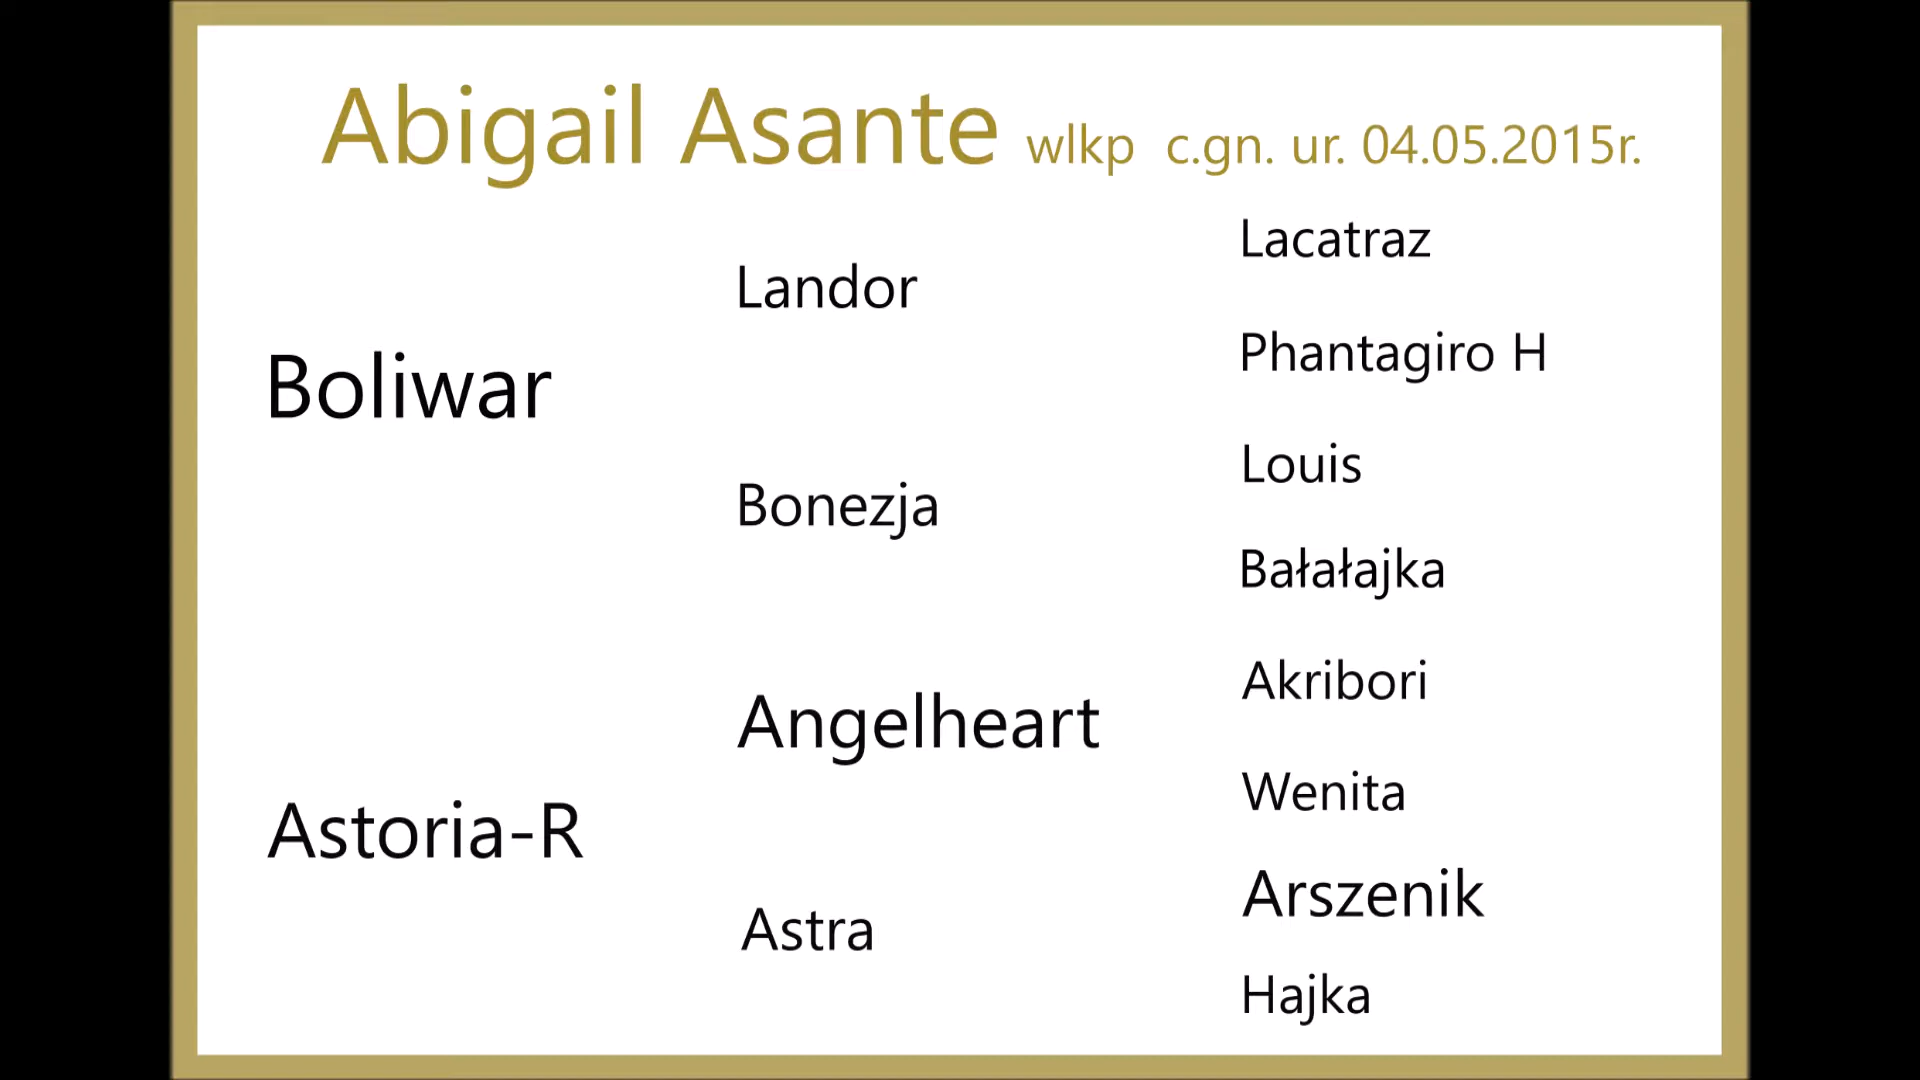 Abigail Asante wlkp c.gn. ur. 04.05.2015r.
Lacatraz
Landor
Phantagiro H
Boliwar
Louis
Bonezja
Bałałajka
Akribori
Angelheart
Wenita
Astoria-R
Arszenik
Astra
Hajka